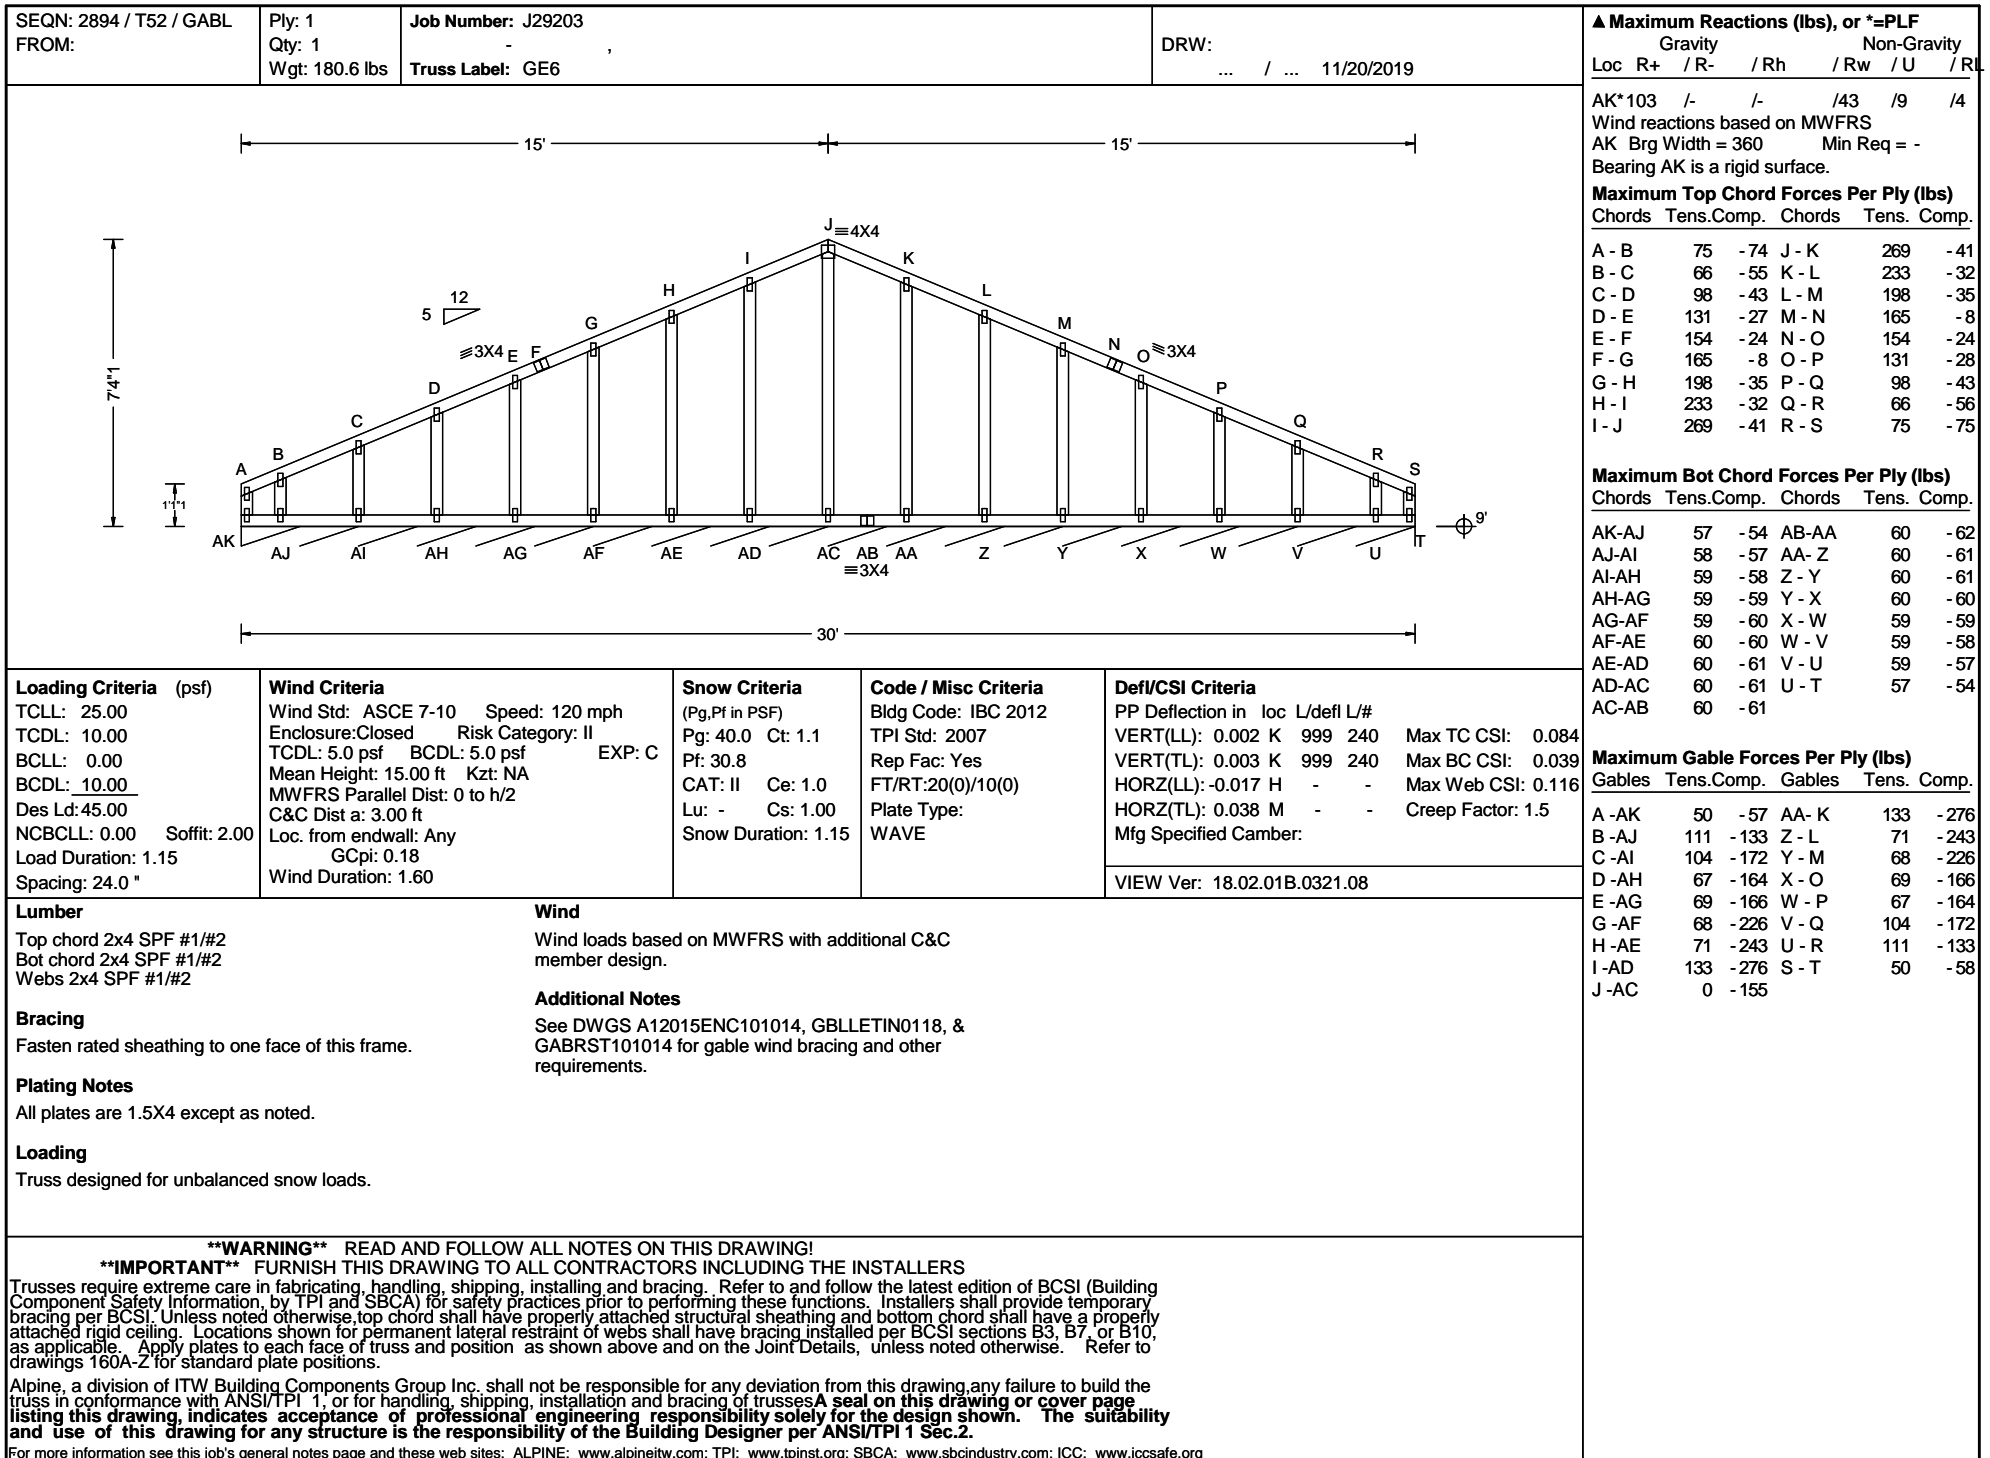 SEQN: 2894 / T52 / GABL
FROM:
Ply: 1
Qty: 1
Wgt: 180.6 lbs
Job Number: J29203
- ,
Truss Label: GE6
DRW:
... / ... 11/20/2019
15' 15'
J ≡4X4
I K
H L
12
5
G M
≡3X4 E F N O ≡3X4
D P
C Q
B R
A S
7'4"1
1'1"1
AK AJ AI AH AG AF AE AD AC AB AA Z Y X W V U T
9'
≡3X4
30'
Loading Criteria (psf)
TCLL: 25.00
TCDL: 10.00
BCLL: 0.00
BCDL: 10.00
Des Ld: 45.00
NCBCLL: 0.00 Soffit: 2.00
Load Duration: 1.15
Spacing: 24.0 "
Wind Criteria
Wind Std: ASCE 7-10 Speed: 120 mph
Enclosure:Closed Risk Category: II
TCDL: 5.0 psf BCDL: 5.0 psf EXP: C
Mean Height: 15.00 ft Kzt: NA
MWFRS Parallel Dist: 0 to h/2
C&C Dist a: 3.00 ft
Loc. from endwall: Any
GCpi: 0.18
Wind Duration: 1.60
Snow Criteria
(Pg,Pf in PSF)
Pg: 40.0 Ct: 1.1
Pf: 30.8
CAT: II Ce: 1.0
Lu: - Cs: 1.00
Snow Duration: 1.15
Code / Misc Criteria
Bldg Code: IBC 2012
TPI Std: 2007
Rep Fac: Yes
FT/RT:20(0)/10(0)
Plate Type:
WAVE
Defl/CSI Criteria
PP Deflection in loc L/defl L/#
VERT(LL): 0.002 K 999 240 Max TC CSI: 0.084
VERT(TL): 0.003 K 999 240 Max BC CSI: 0.039
HORZ(LL): -0.017 H - - Max Web CSI: 0.116
HORZ(TL): 0.038 M - - Creep Factor: 1.5
Mfg Specified Camber:
VIEW Ver: 18.02.01B.0321.08
Lumber
Top chord 2x4 SPF #1/#2
Bot chord 2x4 SPF #1/#2
Webs 2x4 SPF #1/#2
Bracing
Fasten rated sheathing to one face of this frame.
Plating Notes
All plates are 1.5X4 except as noted.
Loading
Truss designed for unbalanced snow loads.
Wind
Wind loads based on MWFRS with additional C&C
member design.
Additional Notes
See DWGS A12015ENC101014, GBLLETIN0118, &
GABRST101014 for gable wind bracing and other
requirements.
▲ Maximum Reactions (lbs), or *=PLF
Gravity Non-Gravity
Loc R+ / R- / Rh / Rw / U / RL
AK* 103 /- /- /43 /9 /4
Wind reactions based on MWFRS
AK Brg Width = 360 Min Req = -
Bearing AK is a rigid surface.
Maximum Top Chord Forces Per Ply (lbs)
Chords Tens.Comp. Chords Tens. Comp.
A - B 75 -74 J - K 269 -41
B - C 66 -55 K - L 233 -32
C - D 98 -43 L - M 198 -35
D - E 131 -27 M - N 165 -8
E - F 154 -24 N - O 154 -24
F - G 165 -8 O - P 131 -28
G - H 198 -35 P - Q 98 -43
H - I 233 -32 Q - R 66 -56
I - J 269 -41 R - S 75 -75
Maximum Bot Chord Forces Per Ply (lbs)
Chords Tens.Comp. Chords Tens. Comp.
AK-AJ 57 -54 AB-AA 60 -62
AJ-AI 58 -57 AA- Z 60 -61
AI-AH 59 -58 Z - Y 60 -61
AH-AG 59 -59 Y - X 60 -60
AG-AF 59 -60 X - W 59 -59
AF-AE 60 -60 W - V 59 -58
AE-AD 60 -61 V - U 59 -57
AD-AC 60 -61 U - T 57 -54
AC-AB 60 -61
Maximum Gable Forces Per Ply (lbs)
Gables Tens.Comp. Gables Tens. Comp.
A -AK 50 -57 AA- K 133 -276
B -AJ 111 -133 Z - L 71 -243
C -AI 104 -172 Y - M 68 -226
D -AH 67 -164 X - O 69 -166
E -AG 69 -166 W - P 67 -164
G -AF 68 -226 V - Q 104 -172
H -AE 71 -243 U - R 111 -133
I -AD 133 -276 S - T 50 -58
J -AC 0 -155
**WARNING** READ AND FOLLOW ALL NOTES ON THIS DRAWING!
**IMPORTANT** FURNISH THIS DRAWING TO ALL CONTRACTORS INCLUDING THE INSTALLERS
Trusses require extreme care in fabricating, handling, shipping, installing and bracing. Refer to and follow the latest edition of BCSI (Building
Component Safety Information, by TPI and SBCA) for safety practices prior to performing these functions. Installers shall provide temporary
bracing per BCSI. Unless noted otherwise,top chord shall have properly attached structural sheathing and bottom chord shall have a properly
attached rigid ceiling. Locations shown for permanent lateral restraint of webs shall have bracing installed per BCSI sections B3, B7, or B10,
as applicable. Apply plates to each face of truss and position as shown above and on the Joint Details, unless noted otherwise. Refer to
drawings 160A-Z for standard plate positions.
Alpine, a division of ITW Building Components Group Inc. shall not be responsible for any deviation from this drawing,any failure to build the
truss in conformance with ANSI/TPI 1, or for handling, shipping, installation and bracing of trussesA seal on this drawing or cover page
listing this drawing, indicates acceptance of professional engineering responsibility solely for the design shown. The suitability
and use of this drawing for any structure is the responsibility of the Building Designer per ANSI/TPI 1 Sec.2.
For more information see this job's general notes page and these web sites: ALPINE: www.alpineitw.com; TPI: www.tpinst.org; SBCA: www.sbcindustry.com; ICC: www.iccsafe.org